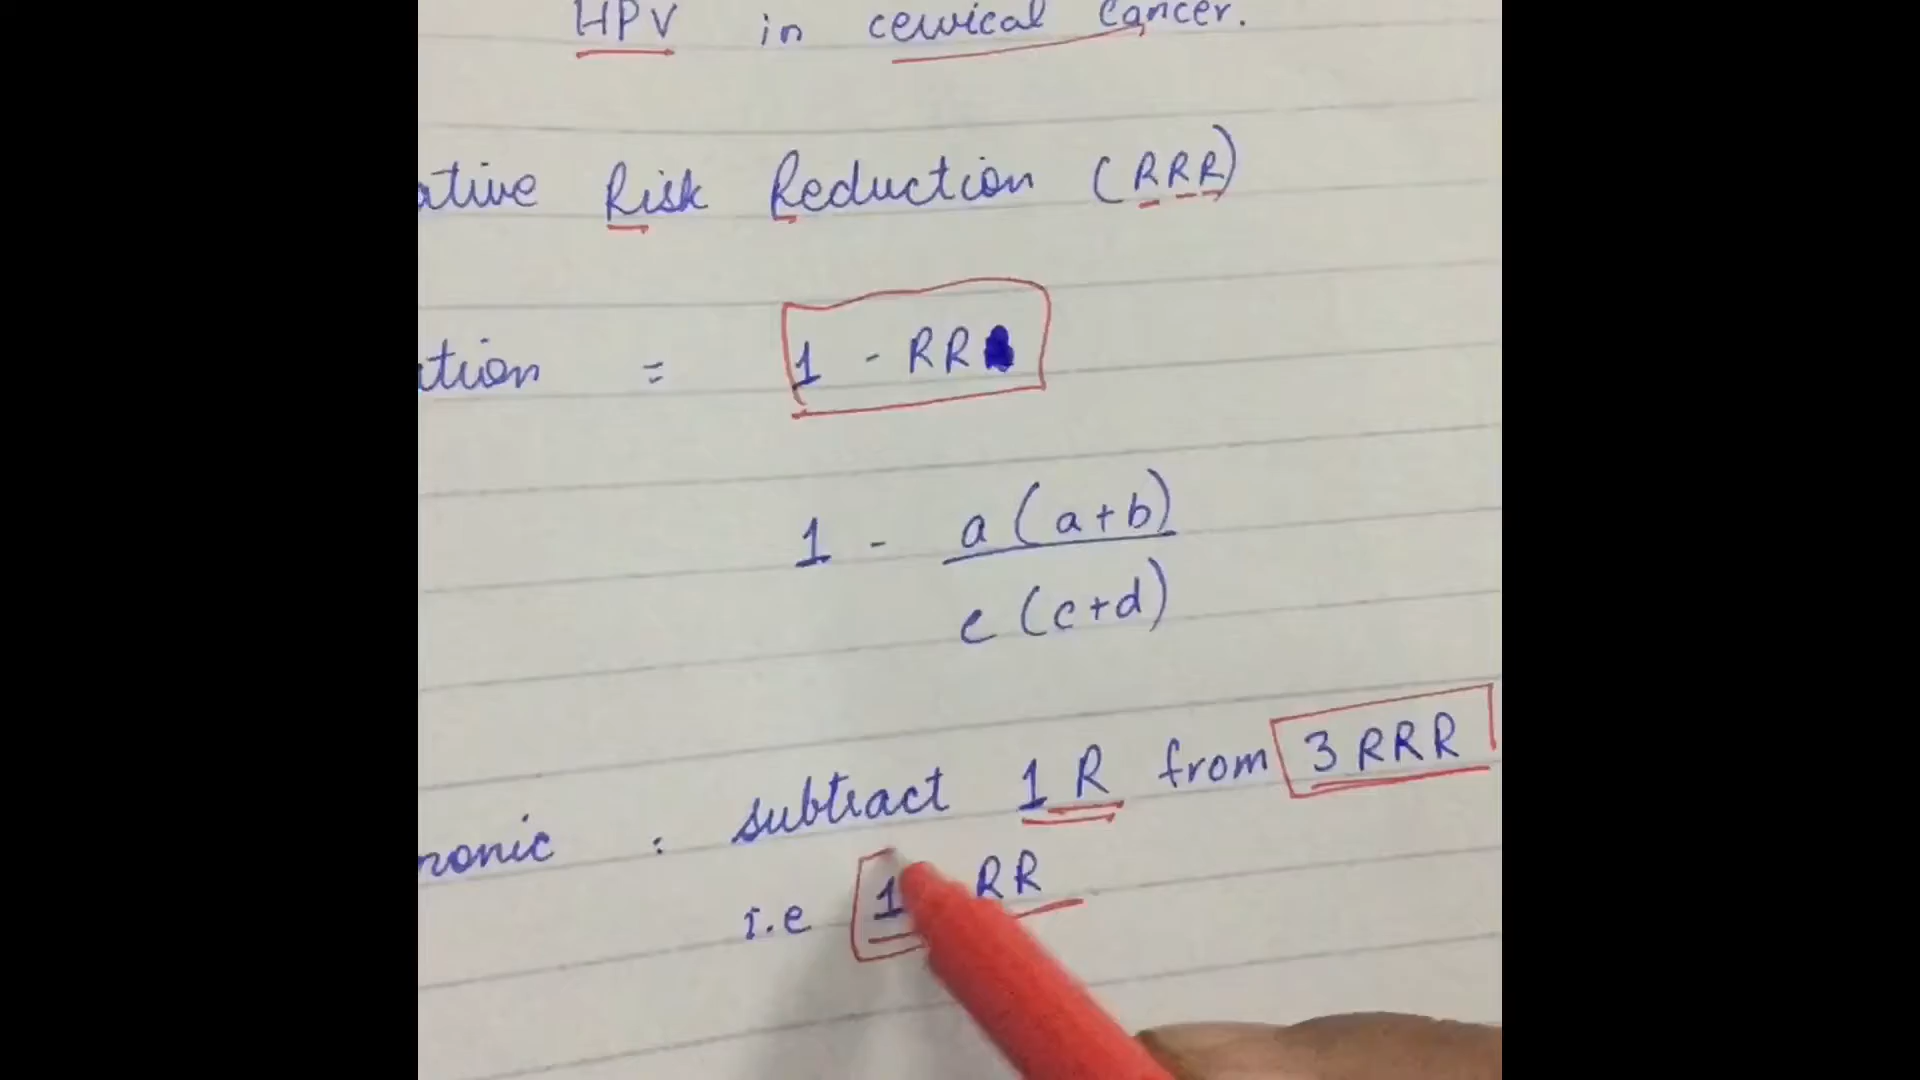 HPV in cervical cancer.
ative Risk Reduction (RRR)
ation = 1 - RR
1 - a (a+b)
c (c+d)
monic : subtract 1 R from 3 RRR
i.e 1 RR